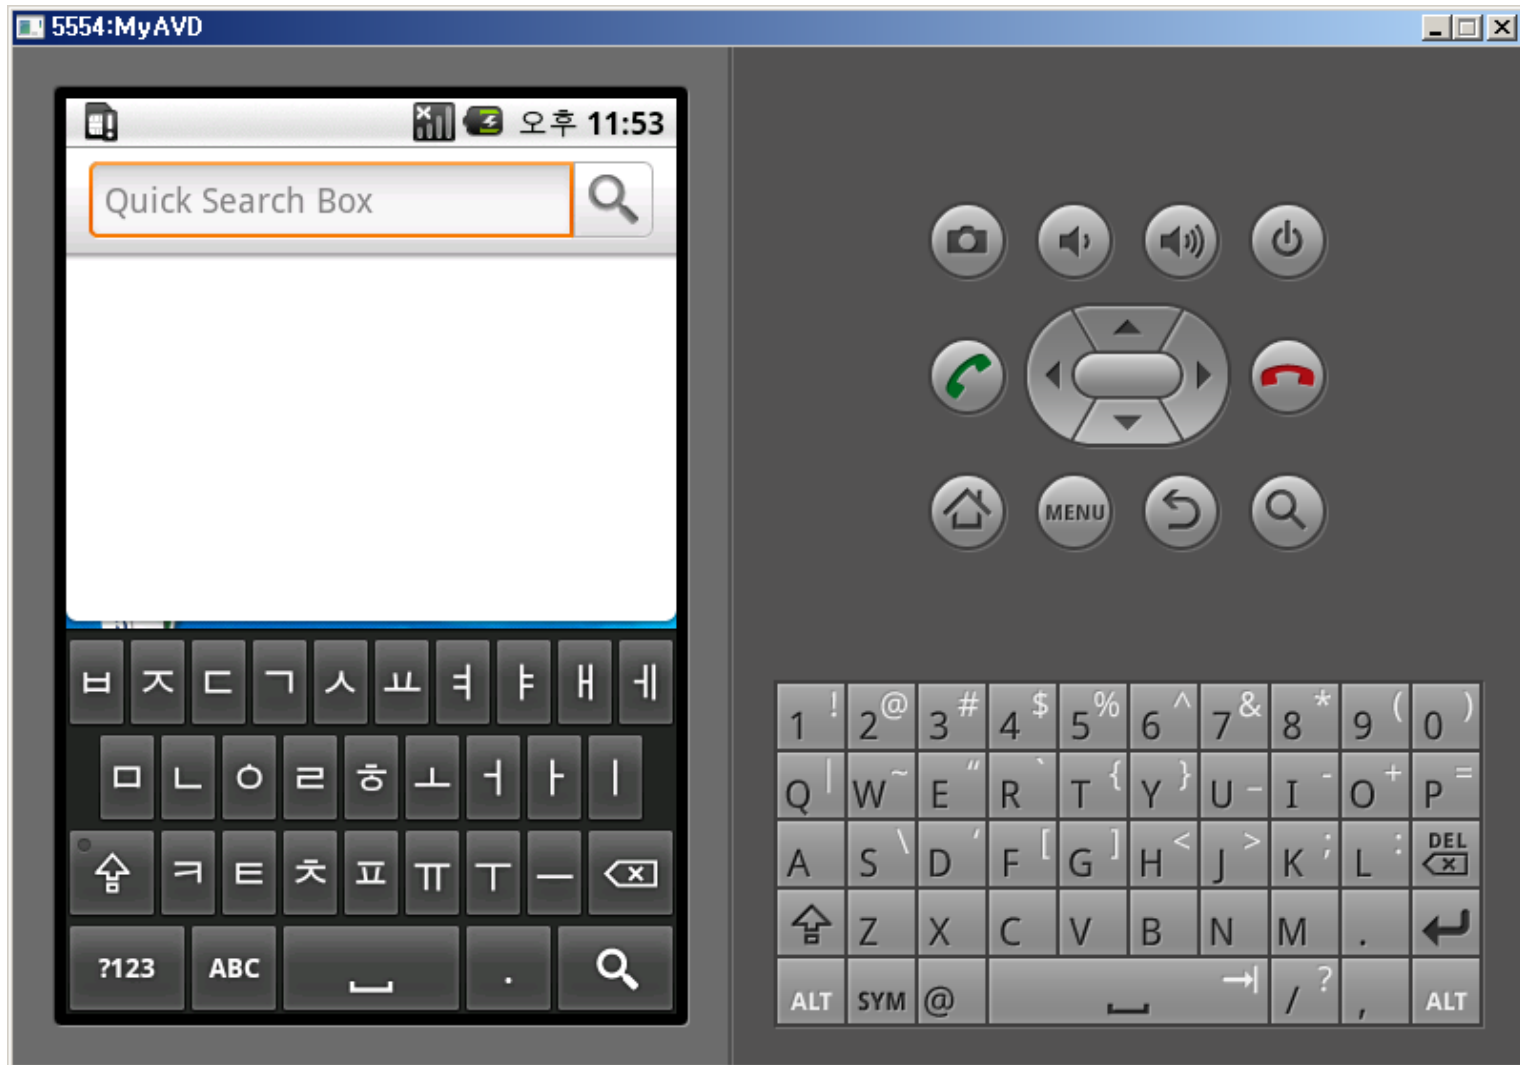 5554:MyAVD
오후 11:53
Quick Search Box
MENU
ㅂ ㅈ ㄷ ㄱ ㅅ ㅛ ㅕ ㅑ ㅐ ㅔ
ㅁ ㄴ ㅇ ㄹ ㅎ ㅗ ㅓ ㅏ ㅣ
ㅋ ㅌ ㅊ ㅍ ㅠ ㅜ ㅡ
?123 ABC .
1 ! 2 @ 3 # 4 $ 5 % 6 ^ 7 & 8 * 9 ( 0 )
Q | W ~ E " R ` T { Y } U _ I - O + P =
A S \ D ' F [ G ] H < J > K ; L : DEL
Z X C V B N M .
ALT SYM @ / ? , ALT